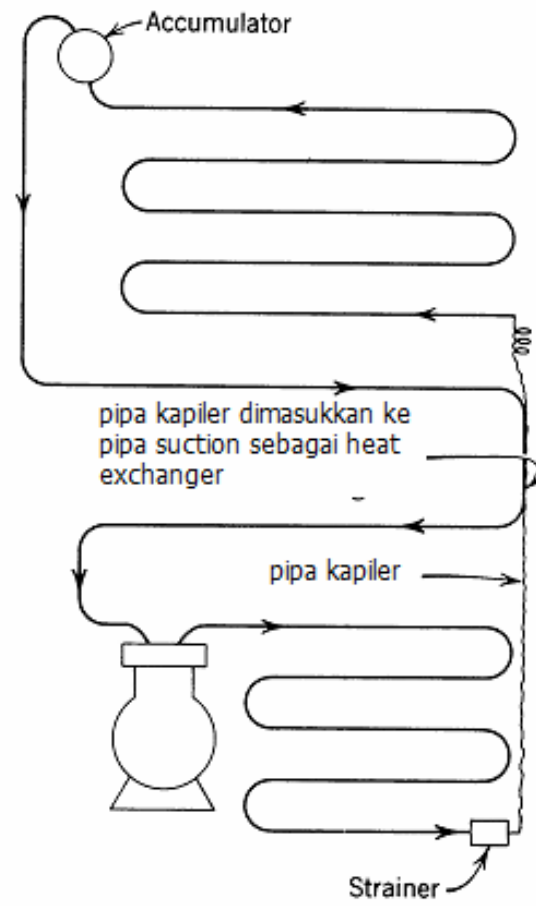 Accumulator
pipa kapiler dimasukkan ke
pipa suction sebagai heat
exchanger
pipa kapiler
Strainer